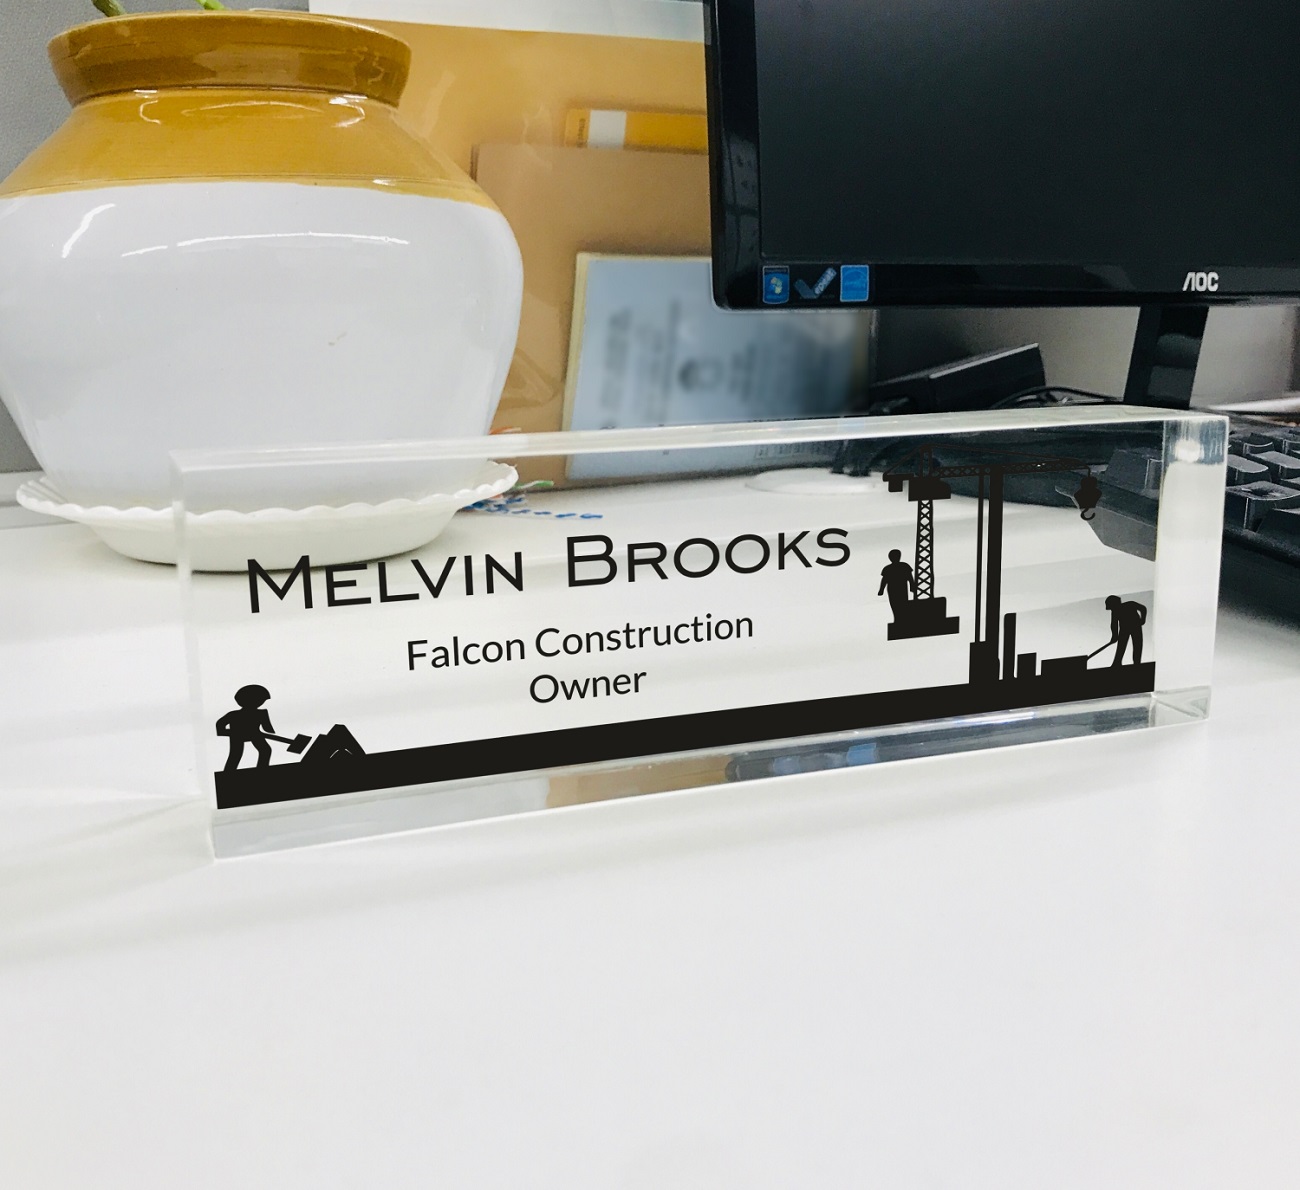 AOC
MELVIN BROOKS
Falcon Construction
Owner